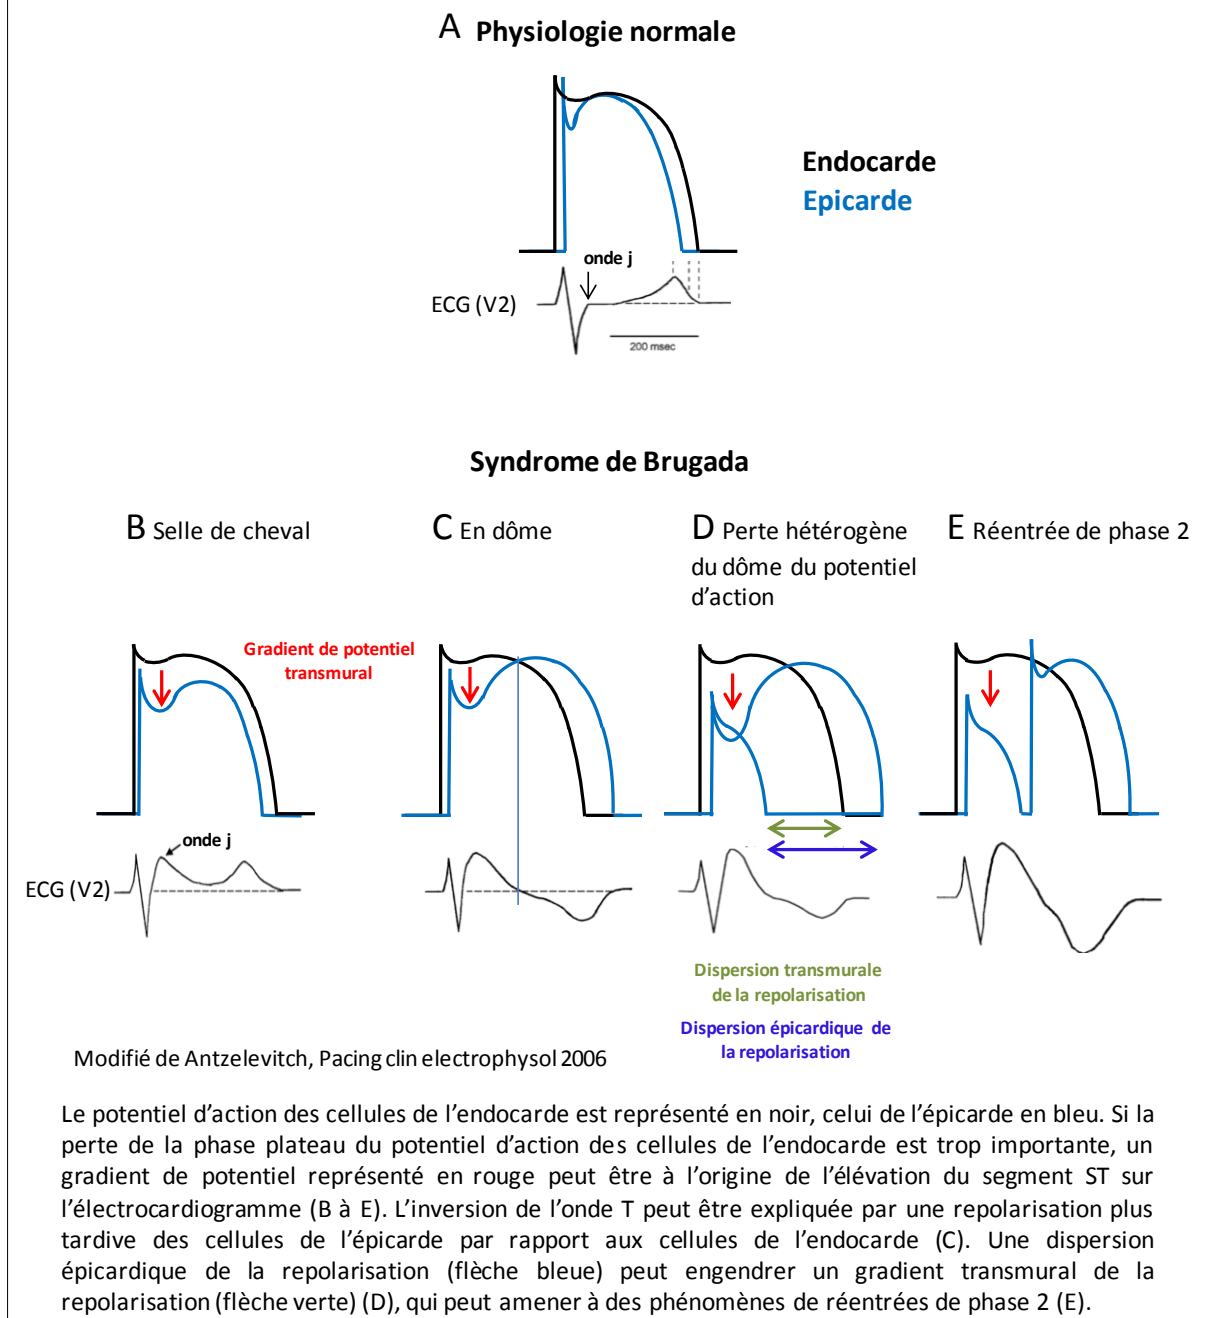 A Physiologie normale
Endocarde
Epicarde
onde j
ECG (V2)
200 msec
Syndrome de Brugada
B Selle de cheval
C En dôme
D Perte hétérogène
du dôme du potentiel
d'action
E Réentrée de phase 2
Gradient de potentiel
transmural
onde j
ECG (V2)
Dispersion transmurale
de la repolarisation
Dispersion épicardique de
la repolarisation
Modifié de Antzelevitch, Pacing clin electrophysol 2006
Le potentiel d'action des cellules de l'endocarde est représenté en noir, celui de l'épicarde en bleu. Si la
perte de la phase plateau du potentiel d'action des cellules de l'endocarde est trop importante, un
gradient de potentiel représenté en rouge peut être à l'origine de l'élévation du segment ST sur
l'électrocardiogramme (B à E). L'inversion de l'onde T peut être expliquée par une repolarisation plus
tardive des cellules de l'épicarde par rapport aux cellules de l'endocarde (C). Une dispersion
épicardique de la repolarisation (flèche bleue) peut engendrer un gradient transmural de la
repolarisation (flèche verte) (D), qui peut amener à des phénomènes de réentrées de phase 2 (E).